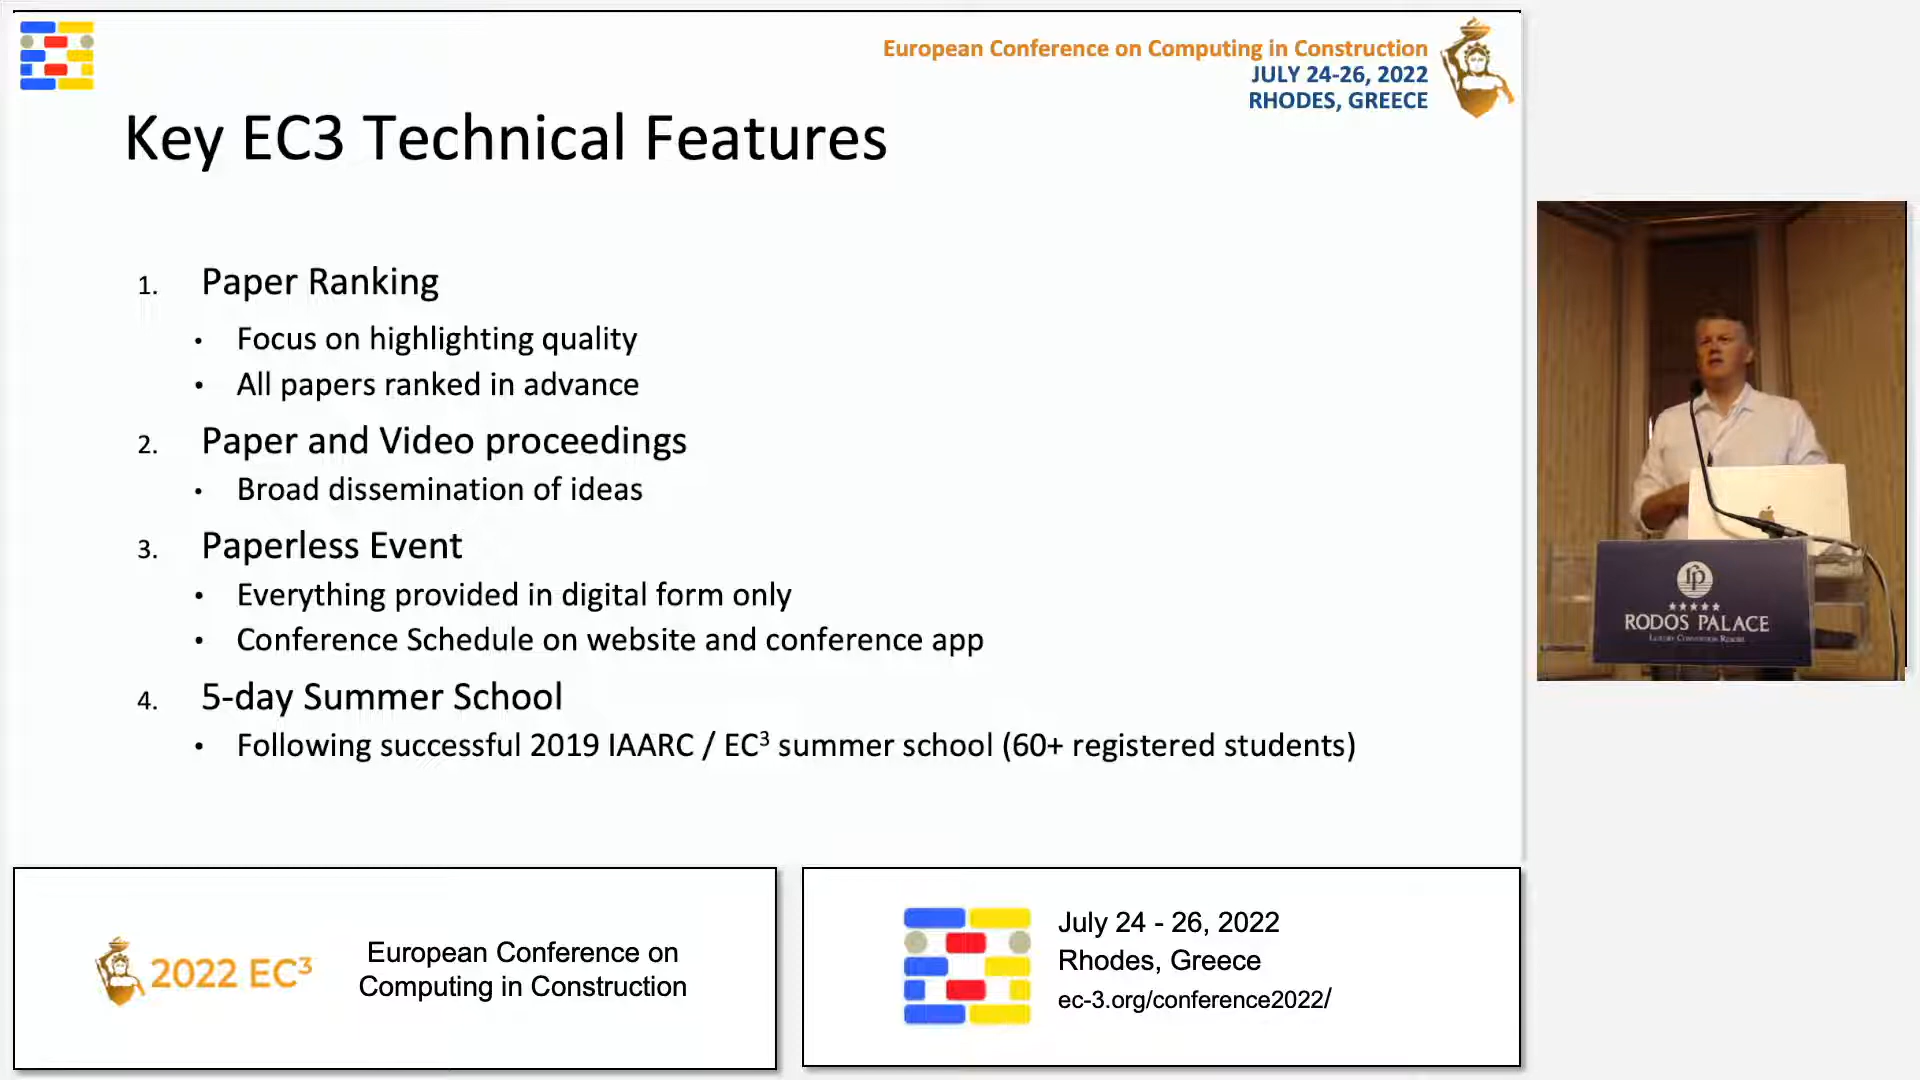 European Conference on Computing in Construction
JULY 24-26, 2022
RHODES, GREECE
Key EC3 Technical Features
1. Paper Ranking
• Focus on highlighting quality
• All papers ranked in advance
2. Paper and Video proceedings
• Broad dissemination of ideas
3. Paperless Event
• Everything provided in digital form only
• Conference Schedule on website and conference app
4. 5-day Summer School
• Following successful 2019 IAARC / EC³ summer school (60+ registered students)
rp
RODOS PALACE
LUXURY CONVENTION RESORT
2022 EC³
European Conference on
Computing in Construction
July 24 - 26, 2022
Rhodes, Greece
ec-3.org/conference2022/